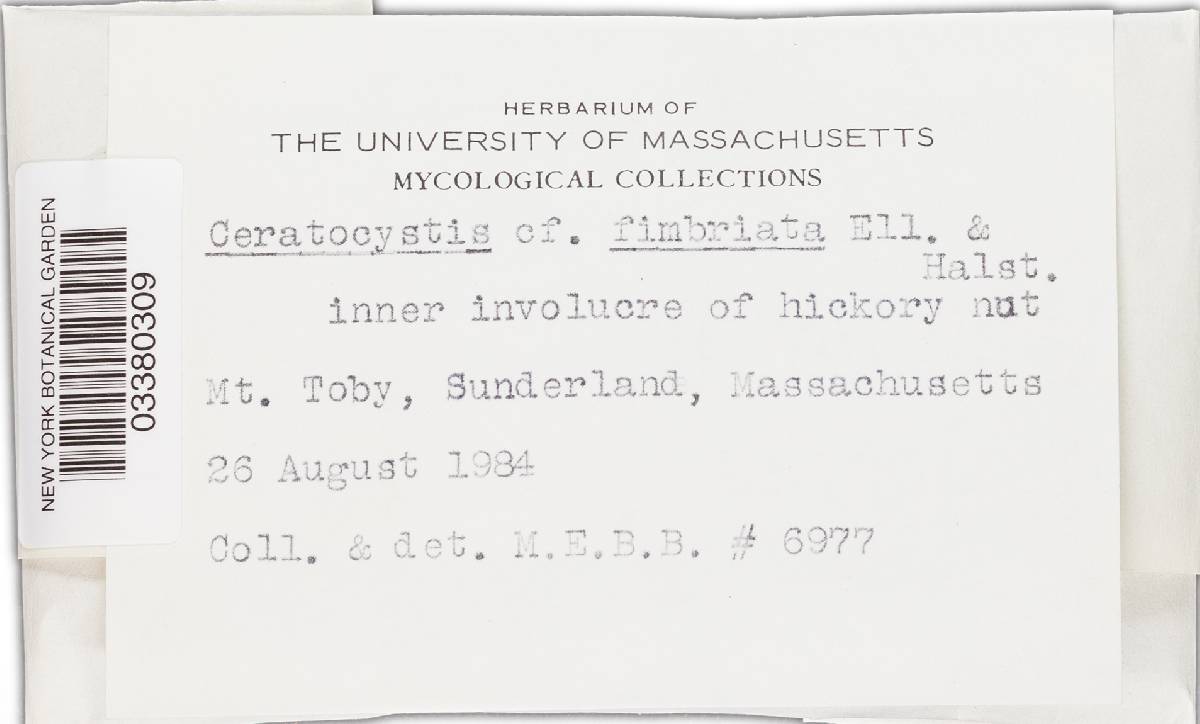 HERBARIUM OF
THE UNIVERSITY OF MASSACHUSETTS
MYCOLOGICAL COLLECTIONS
Ceratocystis cf. fimbriata Ell. &
Halst.
inner involucre of hickory nut
Mt. Toby, Sunderland, Massachusetts
26 August 1984
Coll. & det. M.E.B.B. # 6977
NEW YORK BOTANICAL GARDEN
03380309